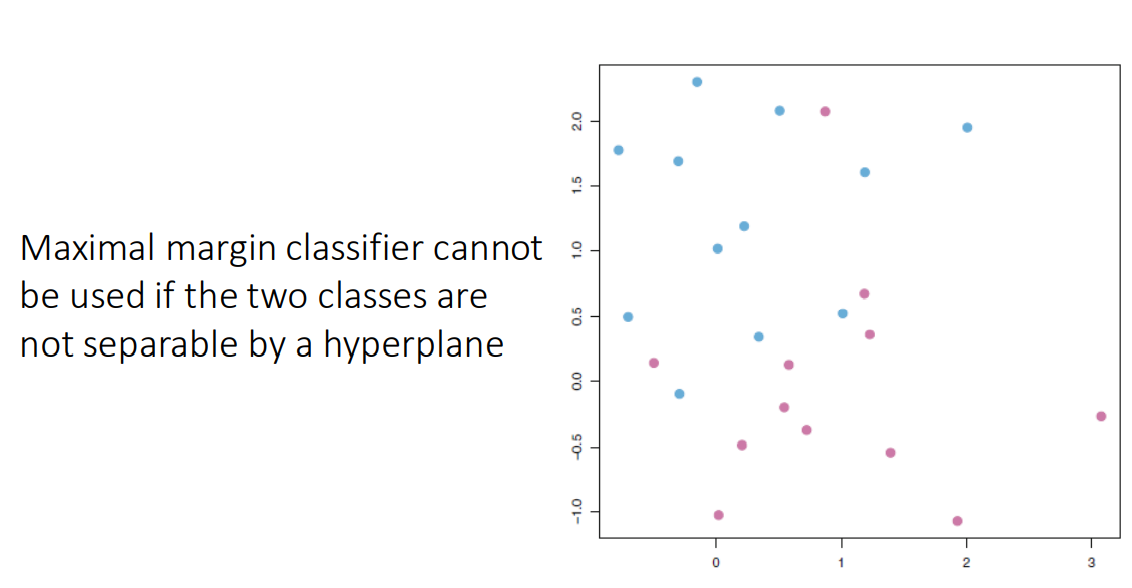 Maximal margin classifier cannot
be used if the two classes are
not separable by a hyperplane
2.0
1.5
1.0
0.5
0.0
−0.5
−1.0
0 1 2 3